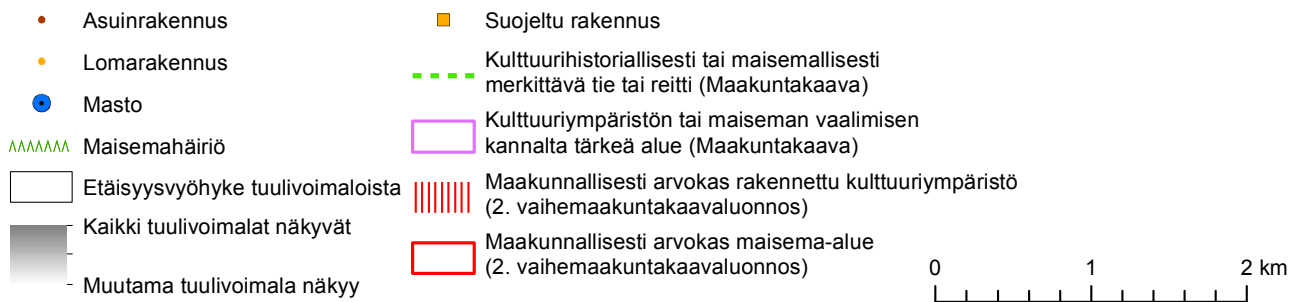 Asuinrakennus
Lomarakennus
Masto
Maisemahäiriö
Etäisyysvyöhyke tuulivoimaloista
Kaikki tuulivoimalat näkyvät
Muutama tuulivoimala näkyy
Suojeltu rakennus
Kulttuurihistoriallisesti tai maisemallisesti
merkittävä tie tai reitti (Maakuntakaava)
Kulttuuriympäristön tai maiseman vaalimisen
kannalta tärkeä alue (Maakuntakaava)
Maakunnallisesti arvokas rakennettu kulttuuriympäristö
(2. vaihemaakuntakaavaluonnos)
Maakunnallisesti arvokas maisema-alue
(2. vaihemaakuntakaavaluonnos)
0 1 2 km